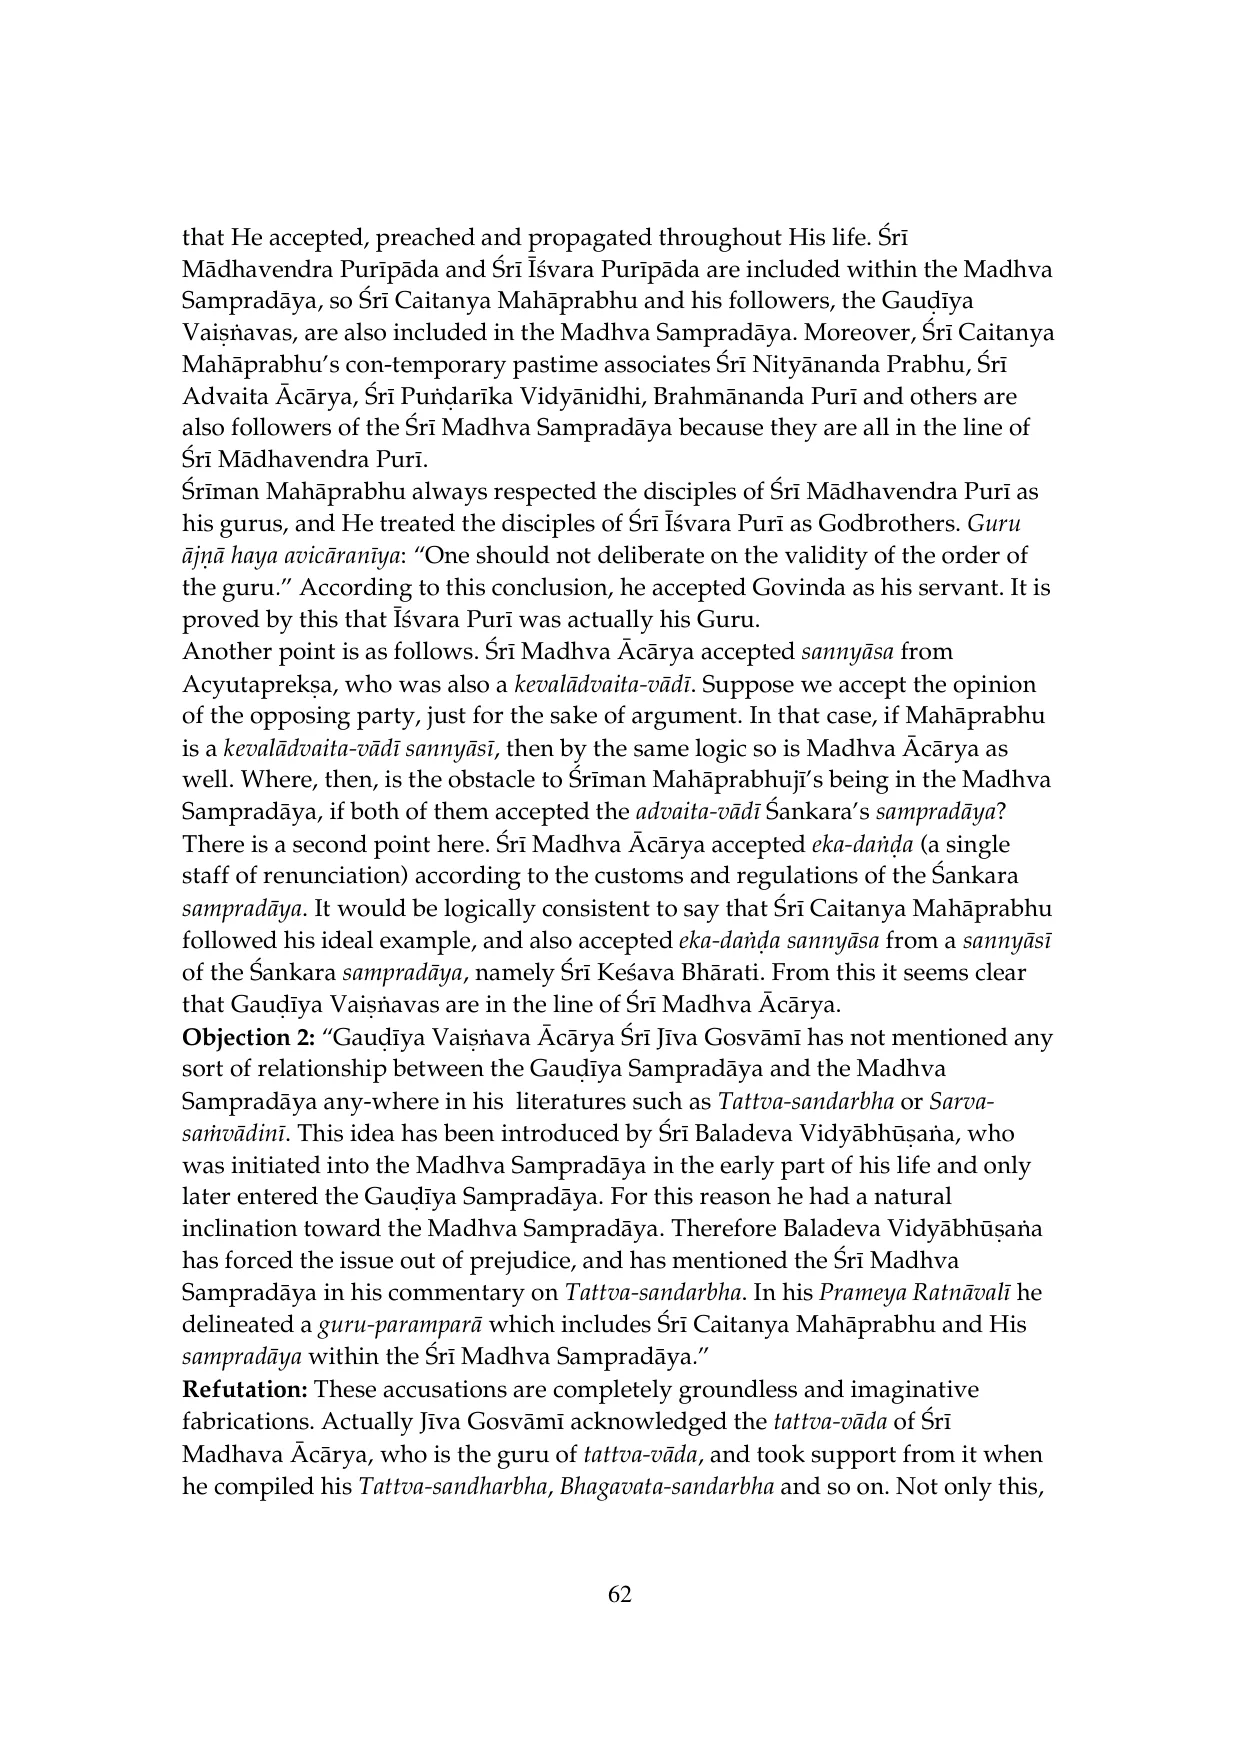 that He accepted, preached and propagated throughout His life. Śrī
Mādhavendra Purīpāda and Śrī Īśvara Purīpāda are included within the Madhva
Sampradāya, so Śrī Caitanya Mahāprabhu and his followers, the Gauḍīya
Vaiṣṅavas, are also included in the Madhva Sampradāya. Moreover, Śrī Caitanya
Mahāprabhu’s con-temporary pastime associates Śrī Nityānanda Prabhu, Śrī
Advaita Ācārya, Śrī Puṅḍarīka Vidyānidhi, Brahmānanda Purī and others are
also followers of the Śrī Madhva Sampradāya because they are all in the line of
Śrī Mādhavendra Purī.
Śrīman Mahāprabhu always respected the disciples of Śrī Mādhavendra Purī as
his gurus, and He treated the disciples of Śrī Īśvara Purī as Godbrothers. Guru
ājṇā haya avicāranīya: “One should not deliberate on the validity of the order of
the guru.” According to this conclusion, he accepted Govinda as his servant. It is
proved by this that Īśvara Purī was actually his Guru.
Another point is as follows. Śrī Madhva Ācārya accepted sannyāsa from
Acyutaprekṣa, who was also a kevalādvaita-vādī. Suppose we accept the opinion
of the opposing party, just for the sake of argument. In that case, if Mahāprabhu
is a kevalādvaita-vādī sannyāsī, then by the same logic so is Madhva Ācārya as
well. Where, then, is the obstacle to Śrīman Mahāprabhujī’s being in the Madhva
Sampradāya, if both of them accepted the advaita-vādī Śankara’s sampradāya?
There is a second point here. Śrī Madhva Ācārya accepted eka-daṅḍa (a single
staff of renunciation) according to the customs and regulations of the Śankara
sampradāya. It would be logically consistent to say that Śrī Caitanya Mahāprabhu
followed his ideal example, and also accepted eka-daṅḍa sannyāsa from a sannyāsī
of the Śankara sampradāya, namely Śrī Keśava Bhārati. From this it seems clear
that Gauḍīya Vaiṣṅavas are in the line of Śrī Madhva Ācārya.
Objection 2: “Gauḍīya Vaiṣṅava Ācārya Śrī Jīva Gosvāmī has not mentioned any
sort of relationship between the Gauḍīya Sampradāya and the Madhva
Sampradāya any-where in his  literatures such as Tattva-sandarbha or Sarva-
saṁvādinī. This idea has been introduced by Śrī Baladeva Vidyābhūṣaṅa, who
was initiated into the Madhva Sampradāya in the early part of his life and only
later entered the Gauḍīya Sampradāya. For this reason he had a natural
inclination toward the Madhva Sampradāya. Therefore Baladeva Vidyābhūṣaṅa
has forced the issue out of prejudice, and has mentioned the Śrī Madhva
Sampradāya in his commentary on Tattva-sandarbha. In his Prameya Ratnāvalī he
delineated a guru-paramparā which includes Śrī Caitanya Mahāprabhu and His
sampradāya within the Śrī Madhva Sampradāya.”
Refutation: These accusations are completely groundless and imaginative
fabrications. Actually Jīva Gosvāmī acknowledged the tattva-vāda of Śrī
Madhava Ācārya, who is the guru of tattva-vāda, and took support from it when
he compiled his Tattva-sandharbha, Bhagavata-sandarbha and so on. Not only this,
62